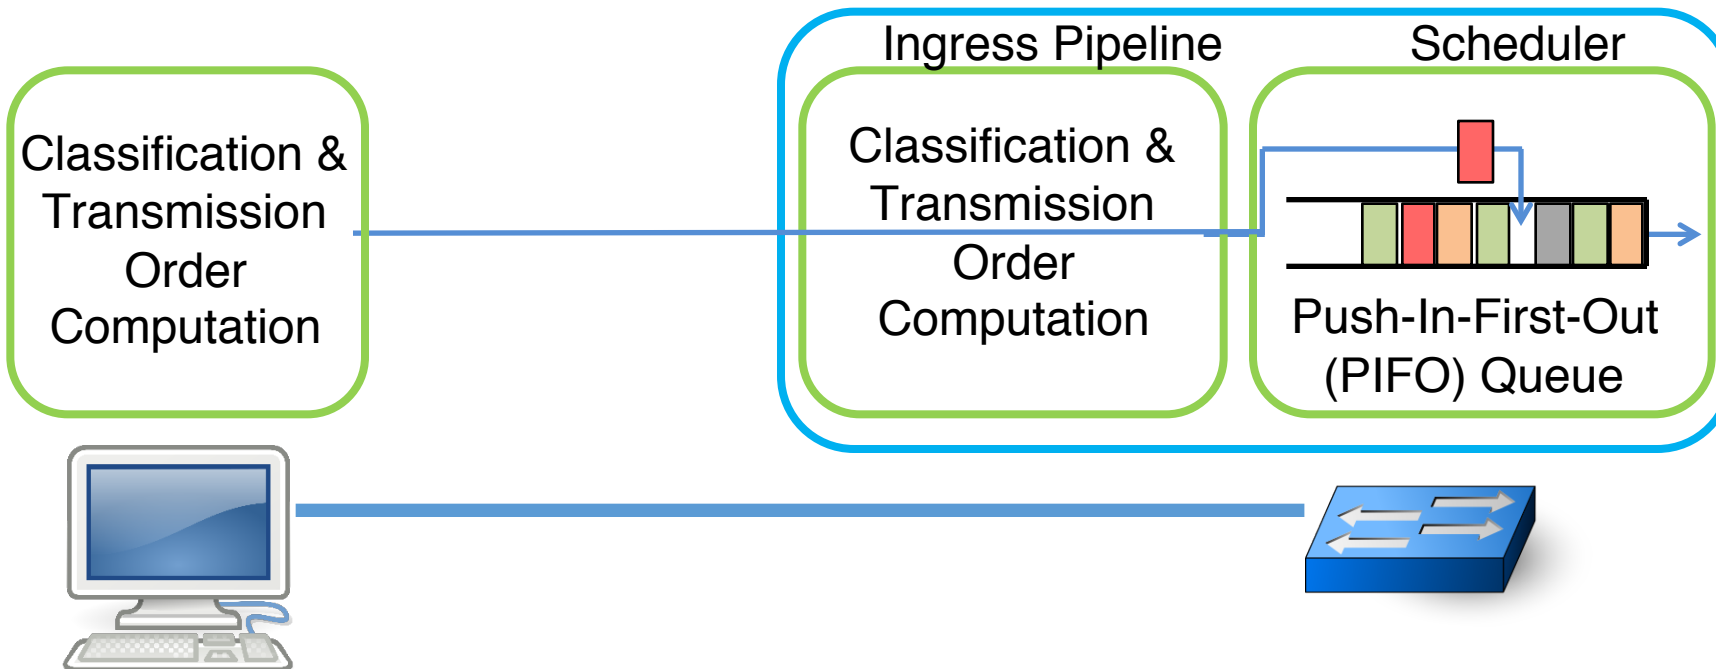 Ingress Pipeline
Scheduler
Classification &
Transmission
Order
Computation
Classification &
Transmission
Order
Computation
Push-In-First-Out
(PIFO) Queue